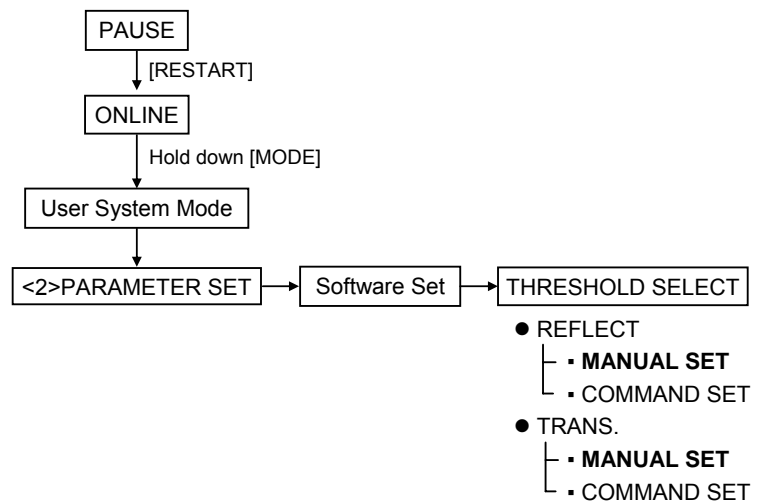 PAUSE
[RESTART]
ONLINE
Hold down [MODE]
User System Mode
<2>PARAMETER SET
Software Set
THRESHOLD SELECT
● REFLECT
▪ MANUAL SET
▪ COMMAND SET
● TRANS.
▪ MANUAL SET
▪ COMMAND SET